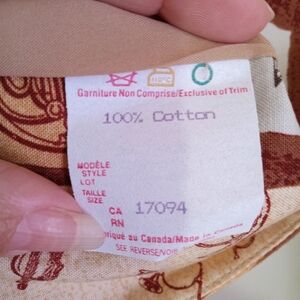 Garniture Non Comprise/Exclusive of Trim
100% Cotton
MODÈLE
STYLE
LOT
TAILLE
SIZE
CA 17094
RN
riqué au Canada/Made in Canada
SEE REVERSE/VOIR